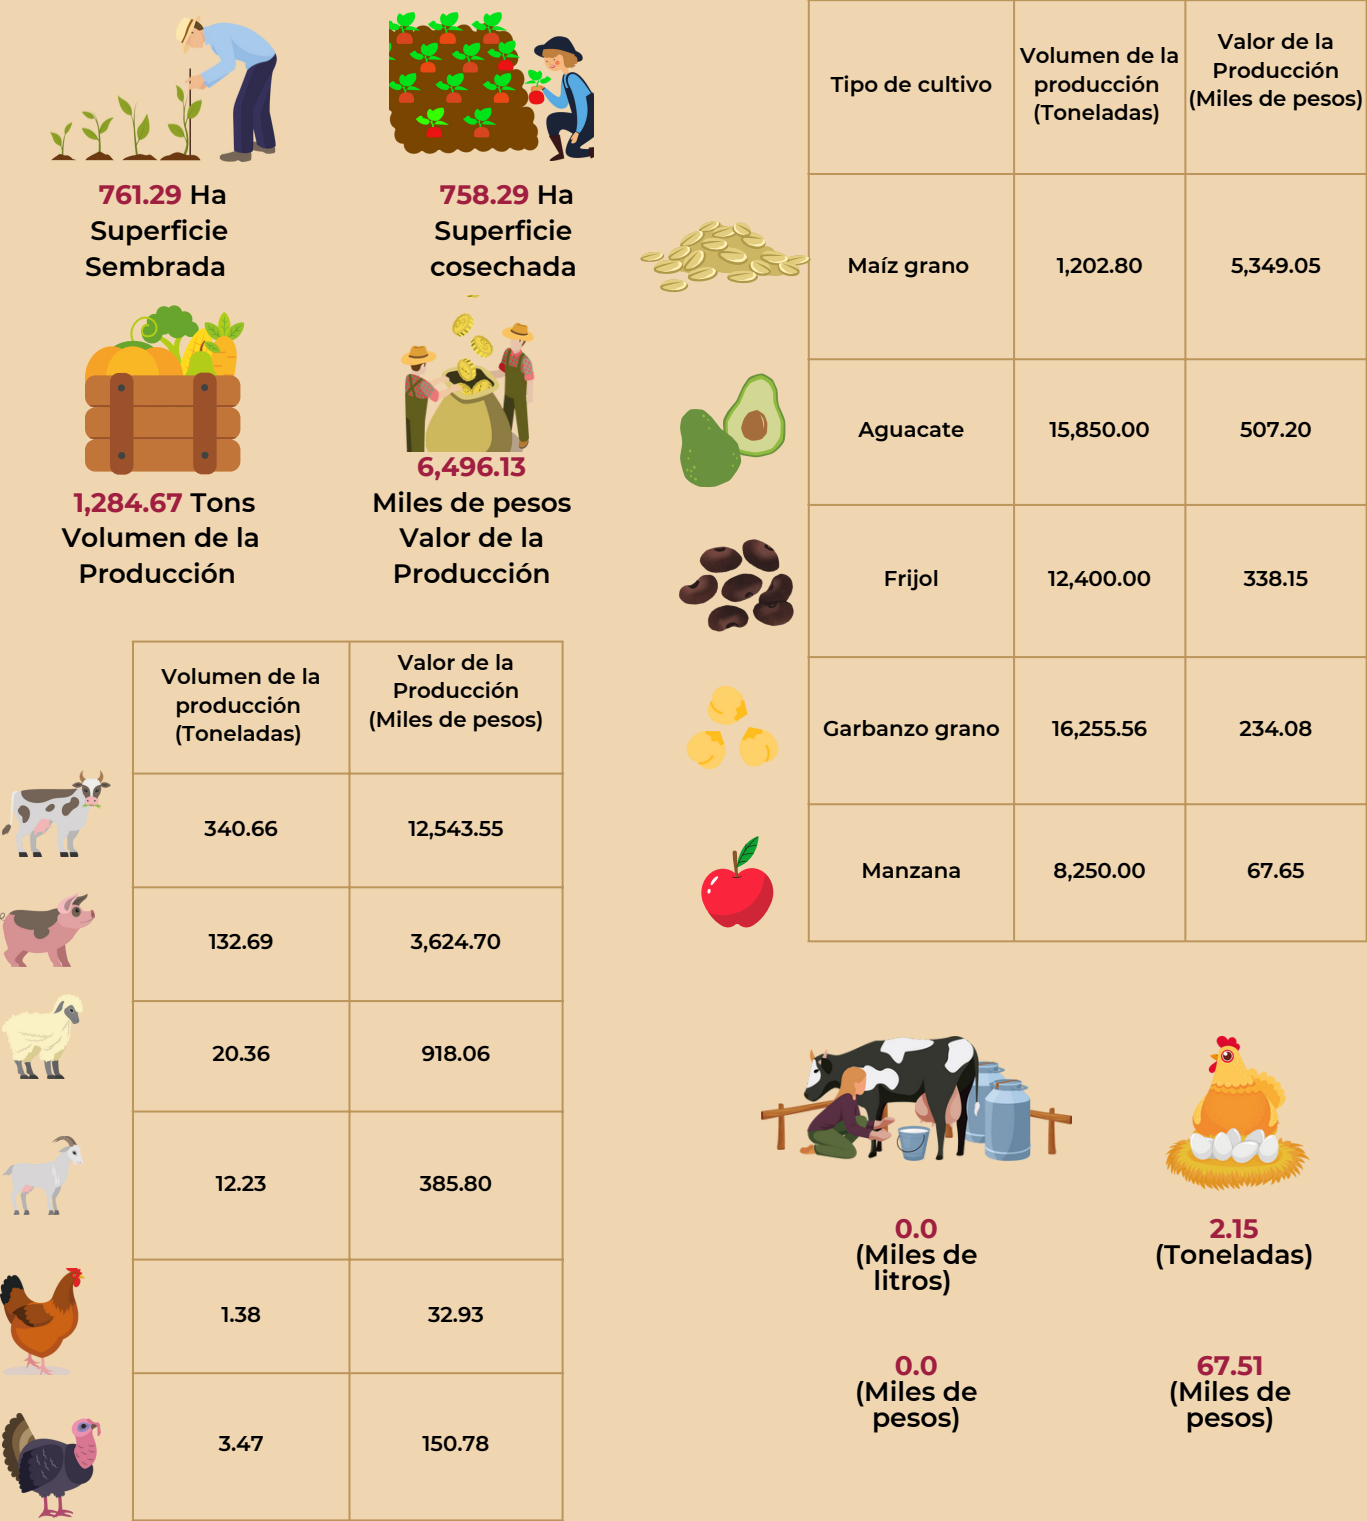 761.29 Ha
Superficie
Sembrada
758.29 Ha
Superficie
cosechada
1,284.67 Tons
Volumen de la
Producción
6,496.13
Miles de pesos
Valor de la
Producción
Tipo de cultivo
Volumen de la
producción
(Toneladas)
Valor de la
Producción
(Miles de pesos)
Maíz grano
1,202.80
5,349.05
Aguacate
15,850.00
507.20
Frijol
12,400.00
338.15
Garbanzo grano
16,255.56
234.08
Manzana
8,250.00
67.65
Volumen de la
producción
(Toneladas)
Valor de la
Producción
(Miles de pesos)
340.66
12,543.55
132.69
3,624.70
20.36
918.06
12.23
385.80
1.38
32.93
3.47
150.78
0.0
(Miles de
litros)
2.15
(Toneladas)
0.0
(Miles de
pesos)
67.51
(Miles de
pesos)